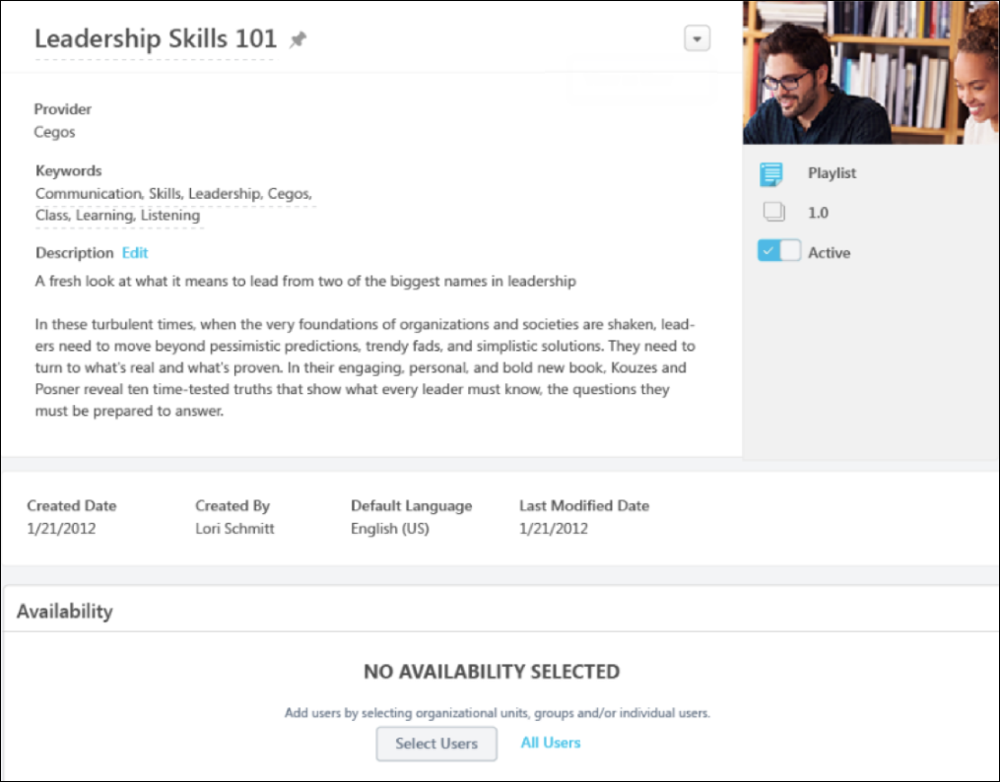 Leadership Skills 101
Provider
Cegos
Keywords
Communication, Skills, Leadership, Cegos,
Class, Learning, Listening
Description Edit
A fresh look at what it means to lead from two of the biggest names in leadership
In these turbulent times, when the very foundations of organizations and societies are shaken, lead-
ers need to move beyond pessimistic predictions, trendy fads, and simplistic solutions. They need to
turn to what's real and what's proven. In their engaging, personal, and bold new book, Kouzes and
Posner reveal ten time-tested truths that show what every leader must know, the questions they
must be prepared to answer.
Playlist
1.0
Active
Created Date Created By Default Language Last Modified Date
1/21/2012 Lori Schmitt English (US) 1/21/2012
Availability
NO AVAILABILITY SELECTED
Add users by selecting organizational units, groups and/or individual users.
Select Users All Users